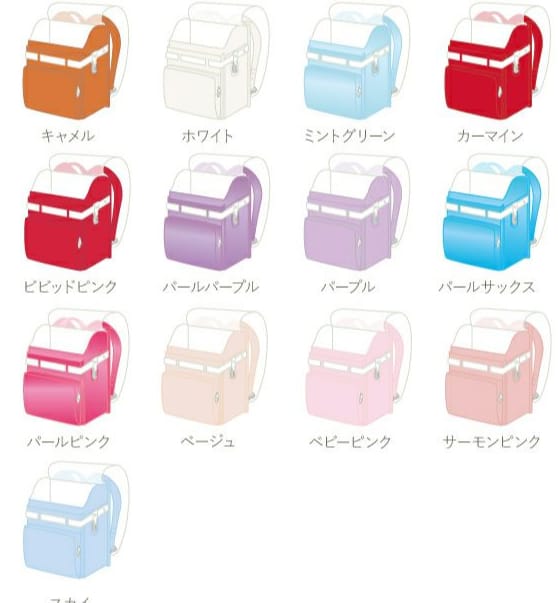 キャメル
ホワイト
ミントグリーン
カーマイン
ビビッドピンク
パールパープル
パープル
パールサックス
パールピンク
ベージュ
ベビーピンク
サーモンピンク
スカイ